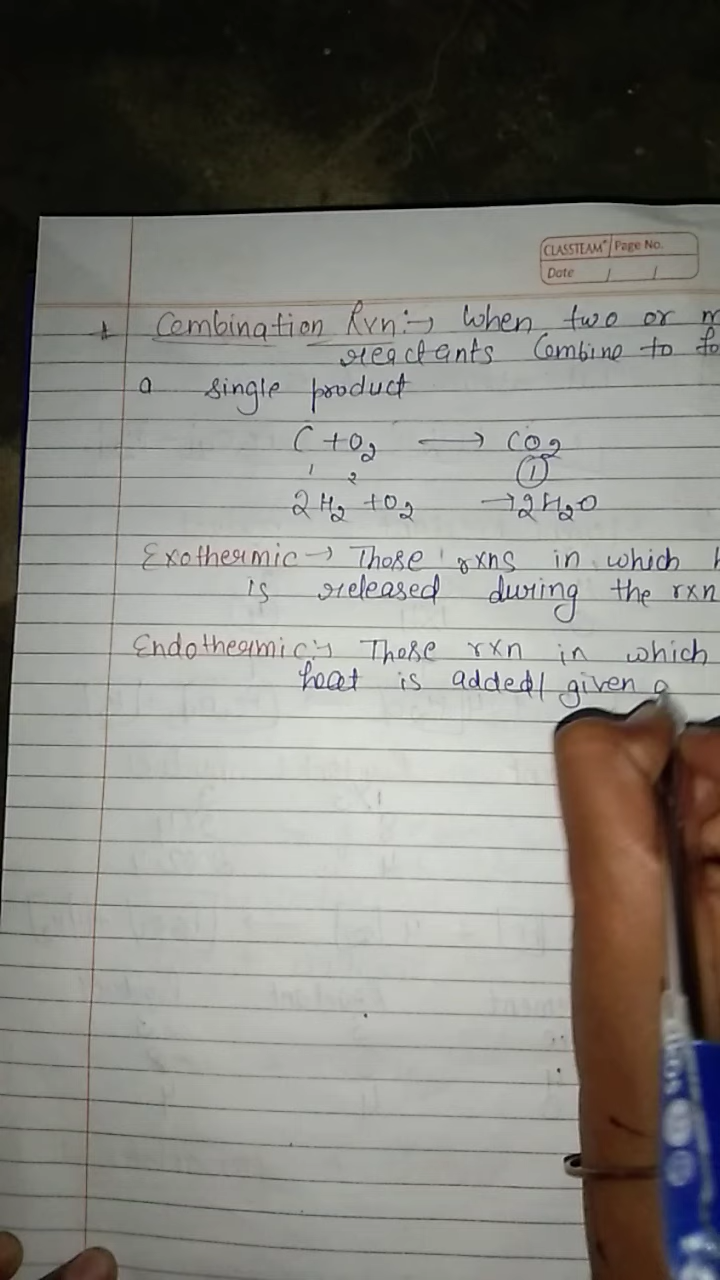 CLASSTEAM Page No.
Date / /
Combination Rxn:→ When two or
reactants Combine to
a single product
C + O2 → CO2
1 2 1
2H2 + O2 → 2H2O
Exothermic → Those rxns in which
is released during the rxn
Endothermic:→ Those rxn in which
heat is added/ given